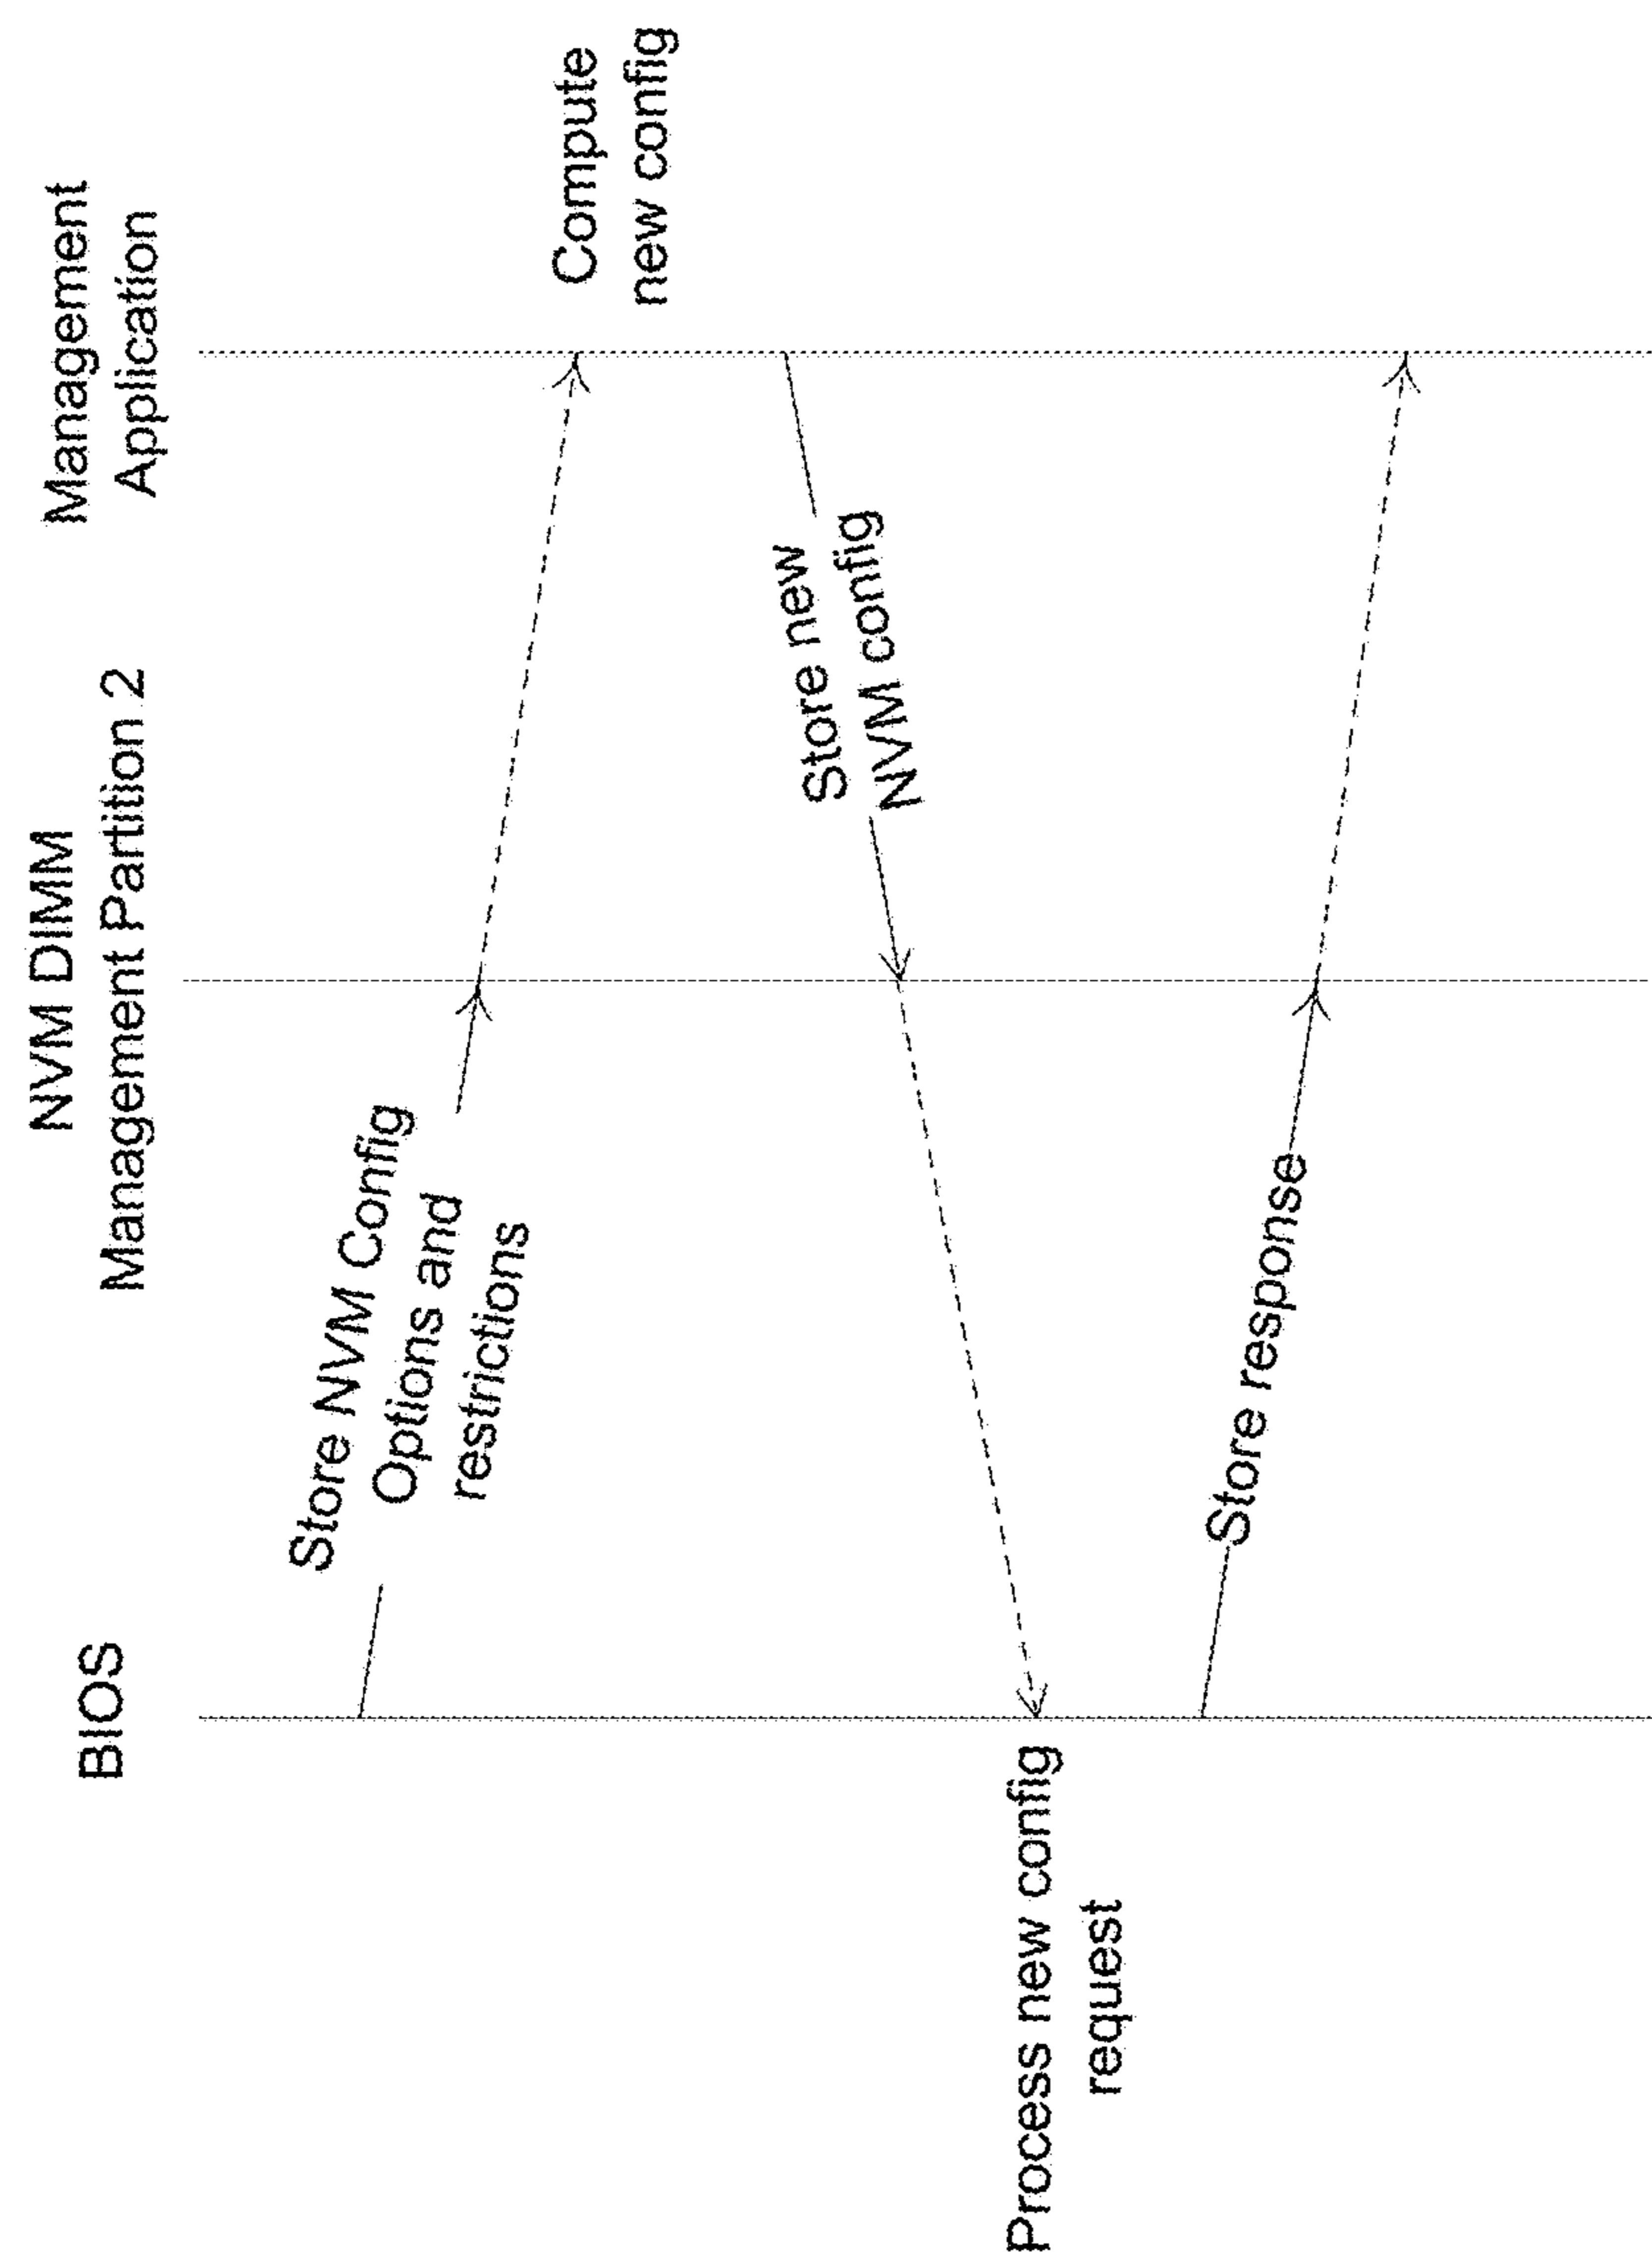 BIOS
NVM DIMM
Management Partition 2
Management
Application
Store NVM Config
Options and
restrictions
Compute
new config
Store new
NVM config
Process new config
request
Store response